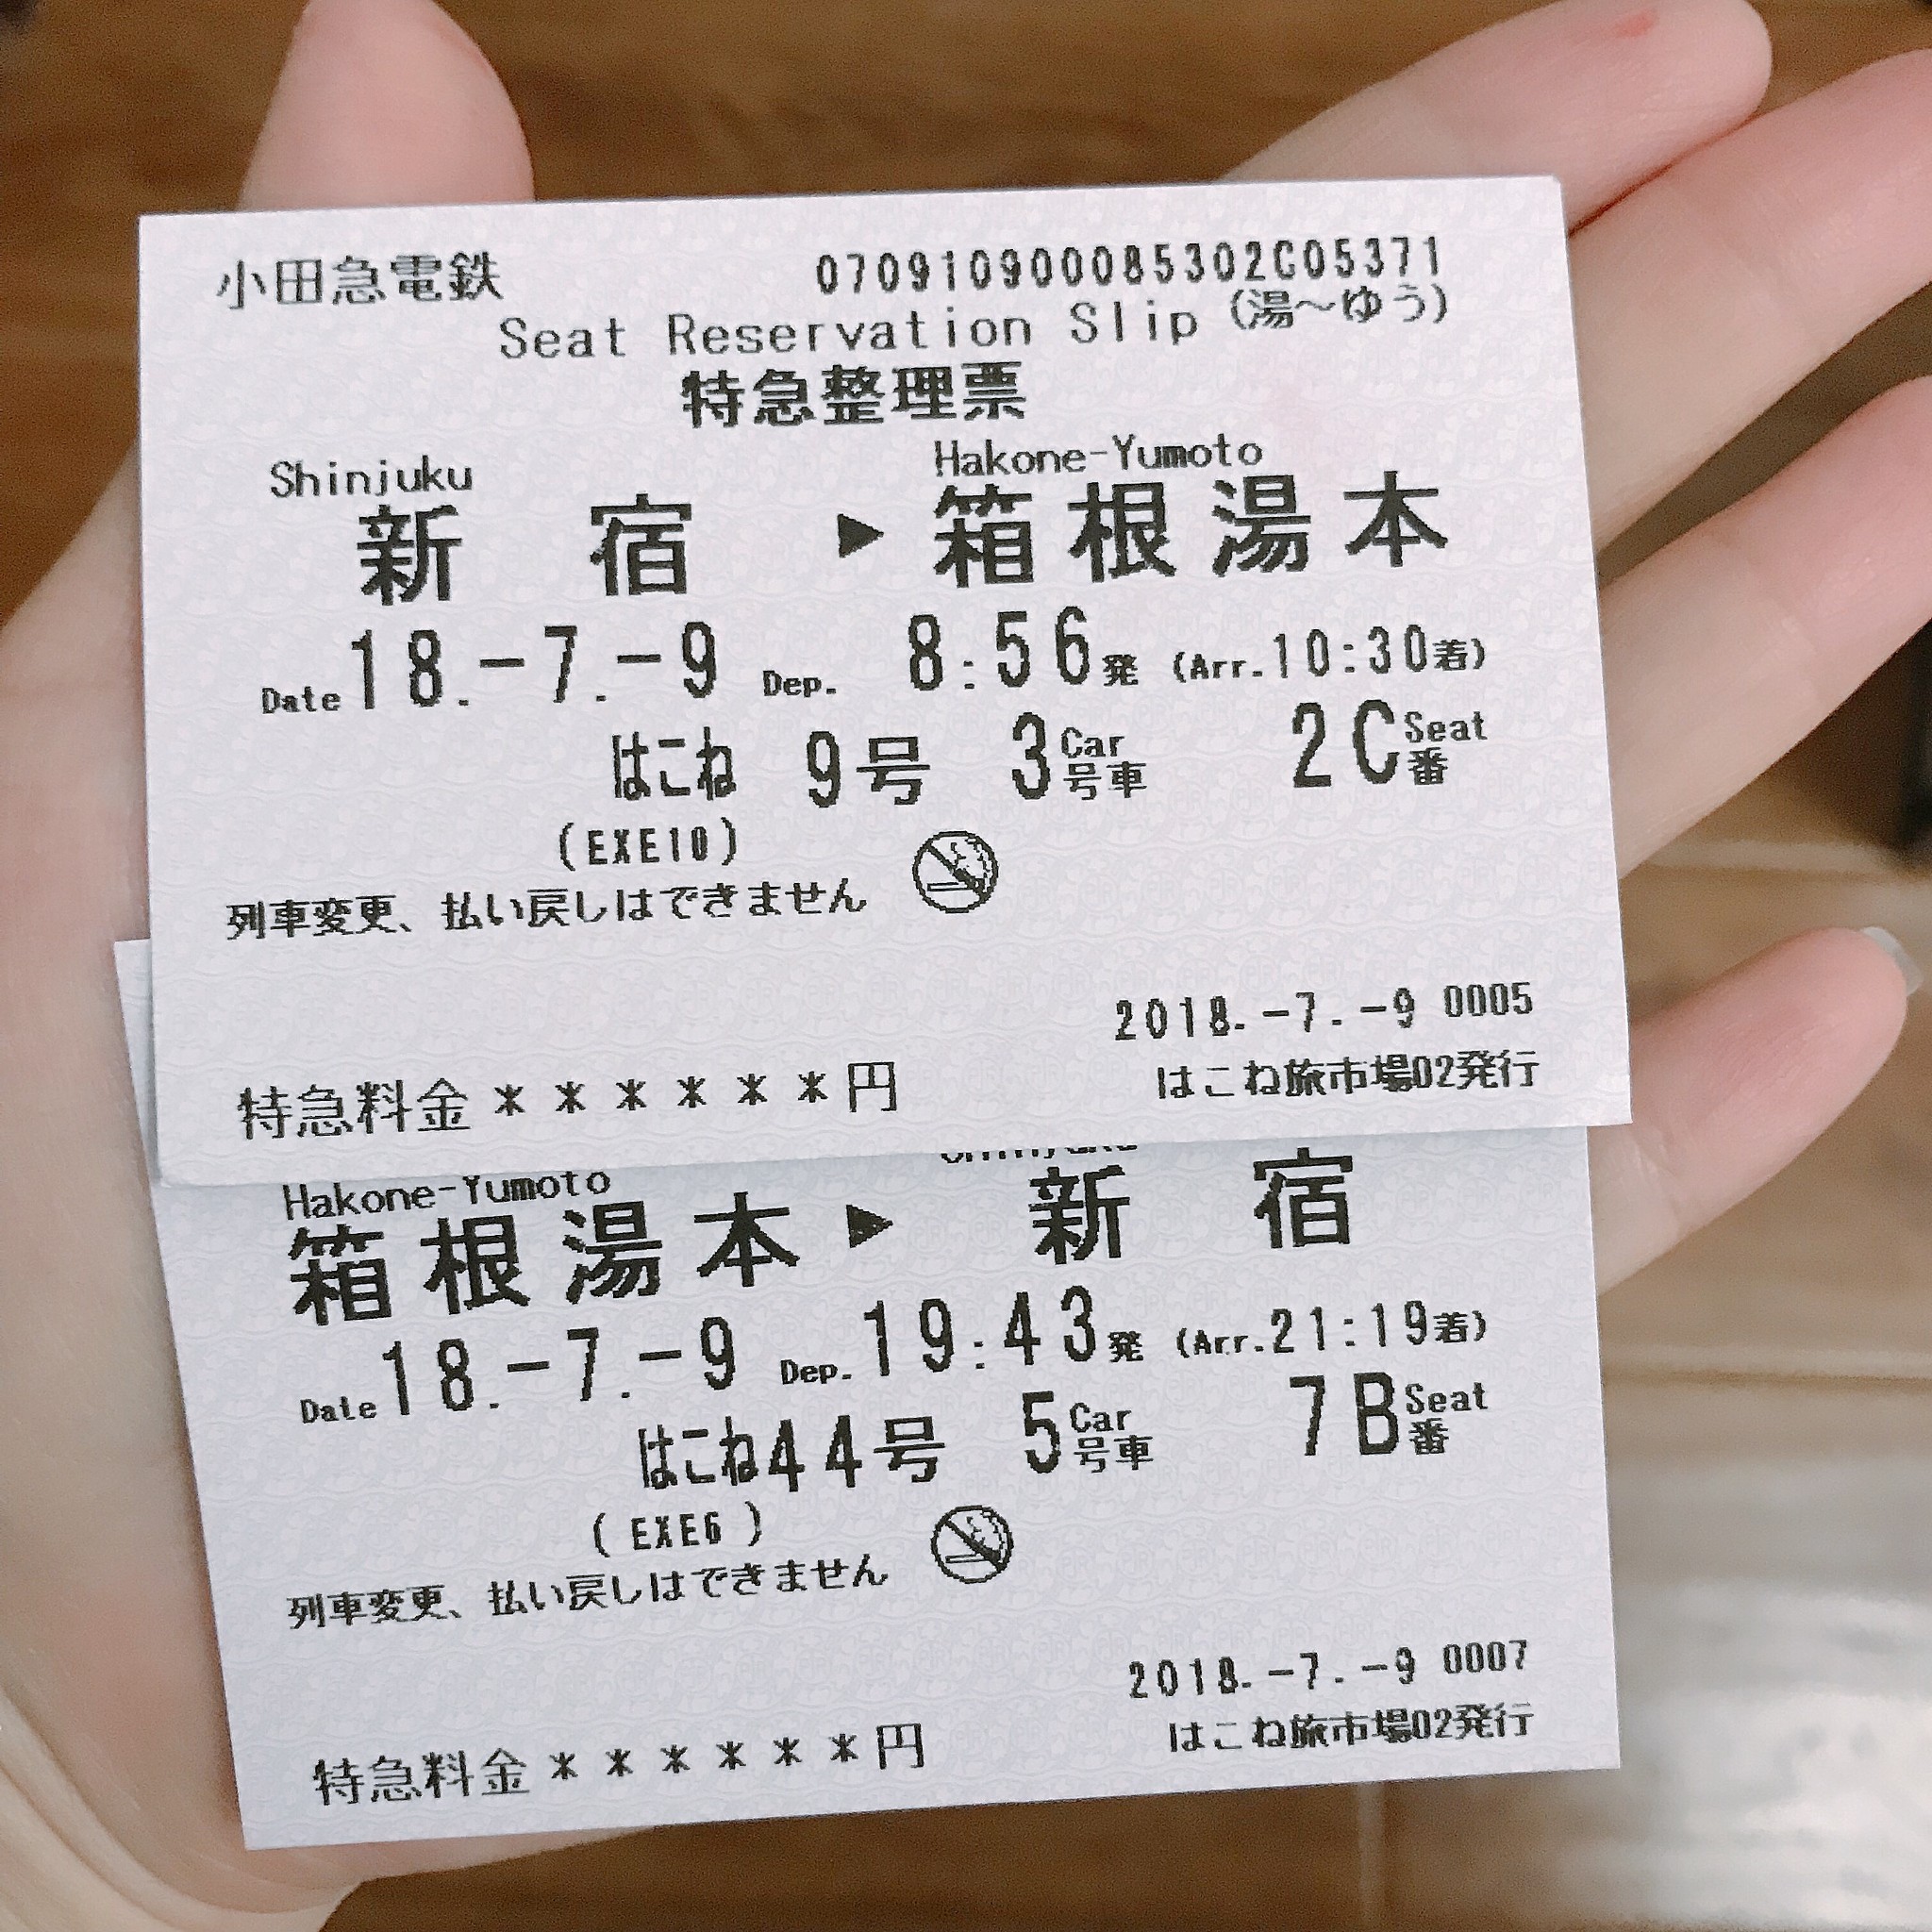 小田急電鉄 070910900085302C05371
Seat Reservation Slip (湯〜ゆう)
特急整理票
Shinjuku Hakone-Yumoto
新宿 ▶ 箱根湯本
Date 18.-7.-9 Dep. 8:56発 (Arr.10:30着)
はこね 9号 3 Car 号車 2C Seat 番
(EXE10)
列車変更、払い戻しはできません
2018.-7.-9 0005
特急料金******円 はこね旅市場02発行
Hakone-Yumoto
箱根湯本 ▶ 新宿
Date 18.-7.-9 Dep. 19:43発 (Arr.21:19着)
はこね44号 5 Car 号車 7B Seat 番
(EXE6)
列車変更、払い戻しはできません
2018.-7.-9 0007
特急料金******円 はこね旅市場02発行